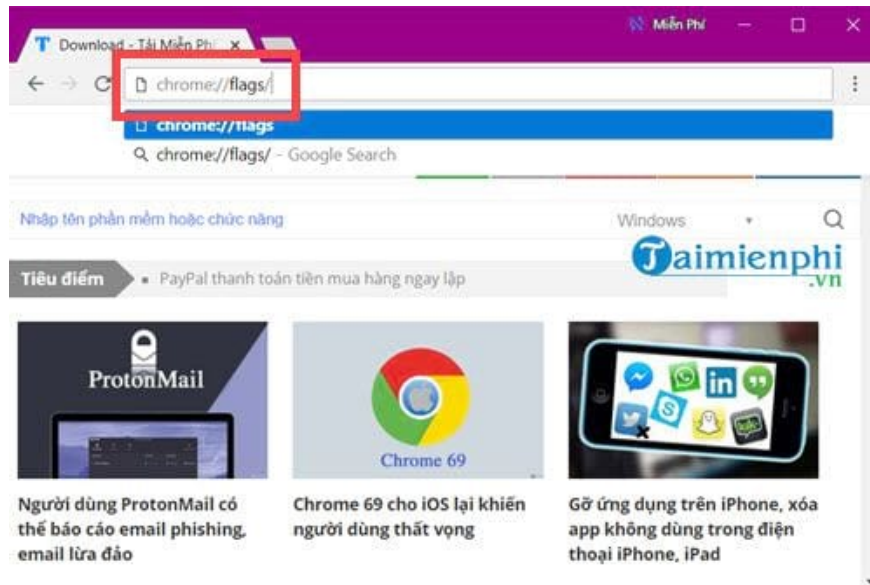 Miễn Phí
T Download - Tải Miễn Phí
chrome://flags/
chrome://flags
chrome://flags/ - Google Search
Nhập tên phần mềm hoặc chức năng
Windows
Taimienphi
.vn
Tiêu điểm
PayPal thanh toán tiền mua hàng ngay lập
ProtonMail
Chrome 69
in
Người dùng ProtonMail có
thể báo cáo email phishing,
email lừa đảo
Chrome 69 cho iOS lại khiến
người dùng thất vọng
Gỡ ứng dụng trên iPhone, xóa
app không dùng trong điện
thoại iPhone, iPad